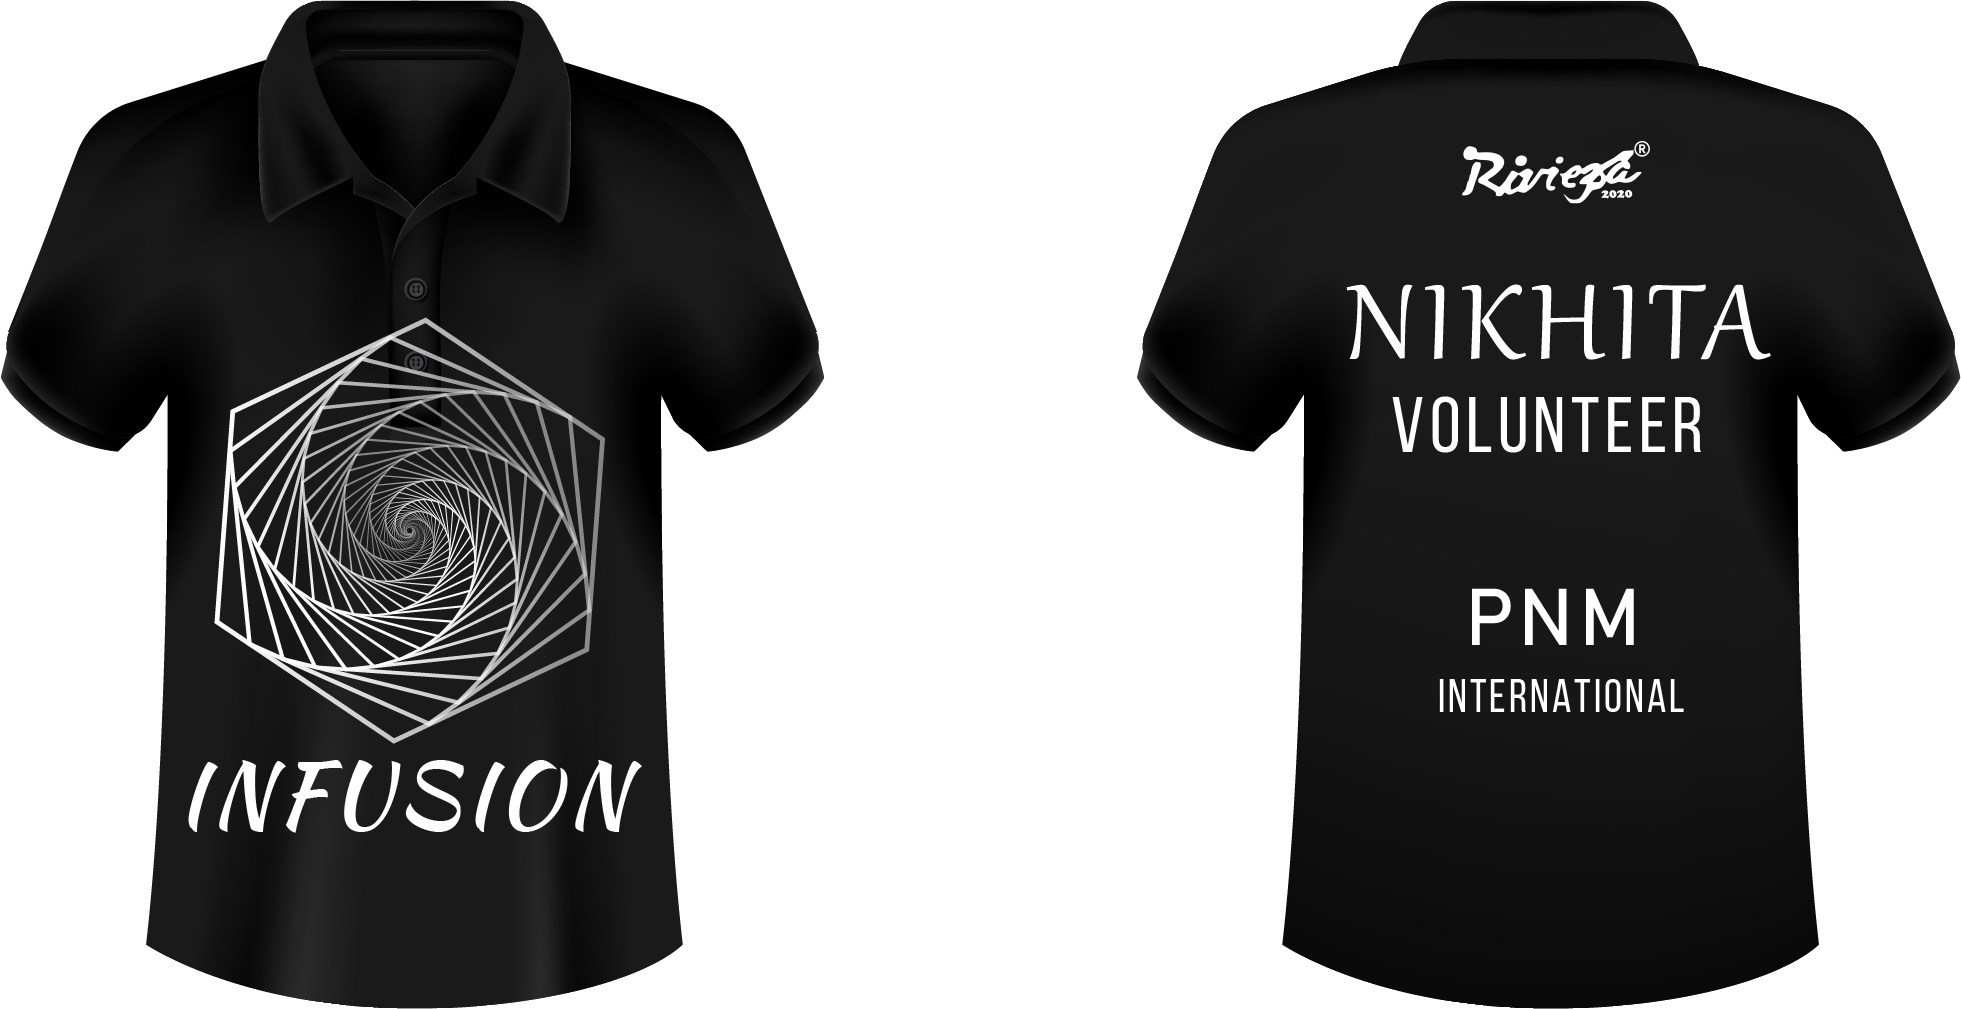 INFUSION
Riviera®
2020
NIKHITA
VOLUNTEER
PNM
INTERNATIONAL